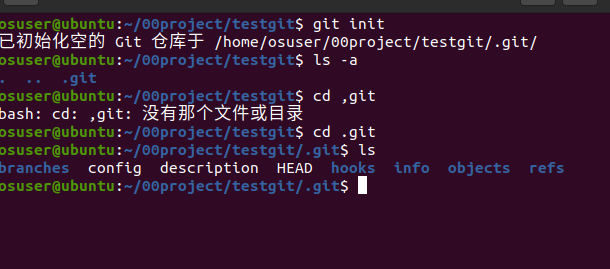 osuser@ubuntu:~/00project/testgit$ git init
已初始化空的 Git 仓库于 /home/osuser/00project/testgit/.git/
osuser@ubuntu:~/00project/testgit$ ls -a
.  ..  .git
osuser@ubuntu:~/00project/testgit$ cd ,git
bash: cd: ,git: 没有那个文件或目录
osuser@ubuntu:~/00project/testgit$ cd .git
osuser@ubuntu:~/00project/testgit/.git$ ls
branches  config  description  HEAD  hooks  info  objects  refs
osuser@ubuntu:~/00project/testgit/.git$